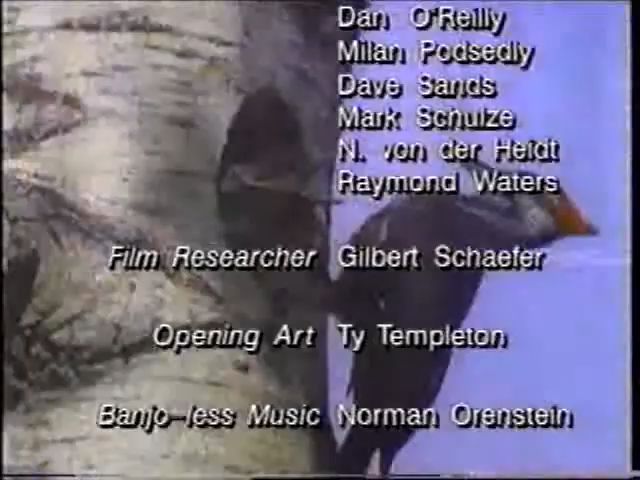 Dan O'Reilly
Milan Podsedly
Dave Sands
Mark Schulze
N. von der Heidt
Raymond Waters
Film Researcher Gilbert Schaefer
Opening Art Ty Templeton
Banjo-less Music Norman Orenstein